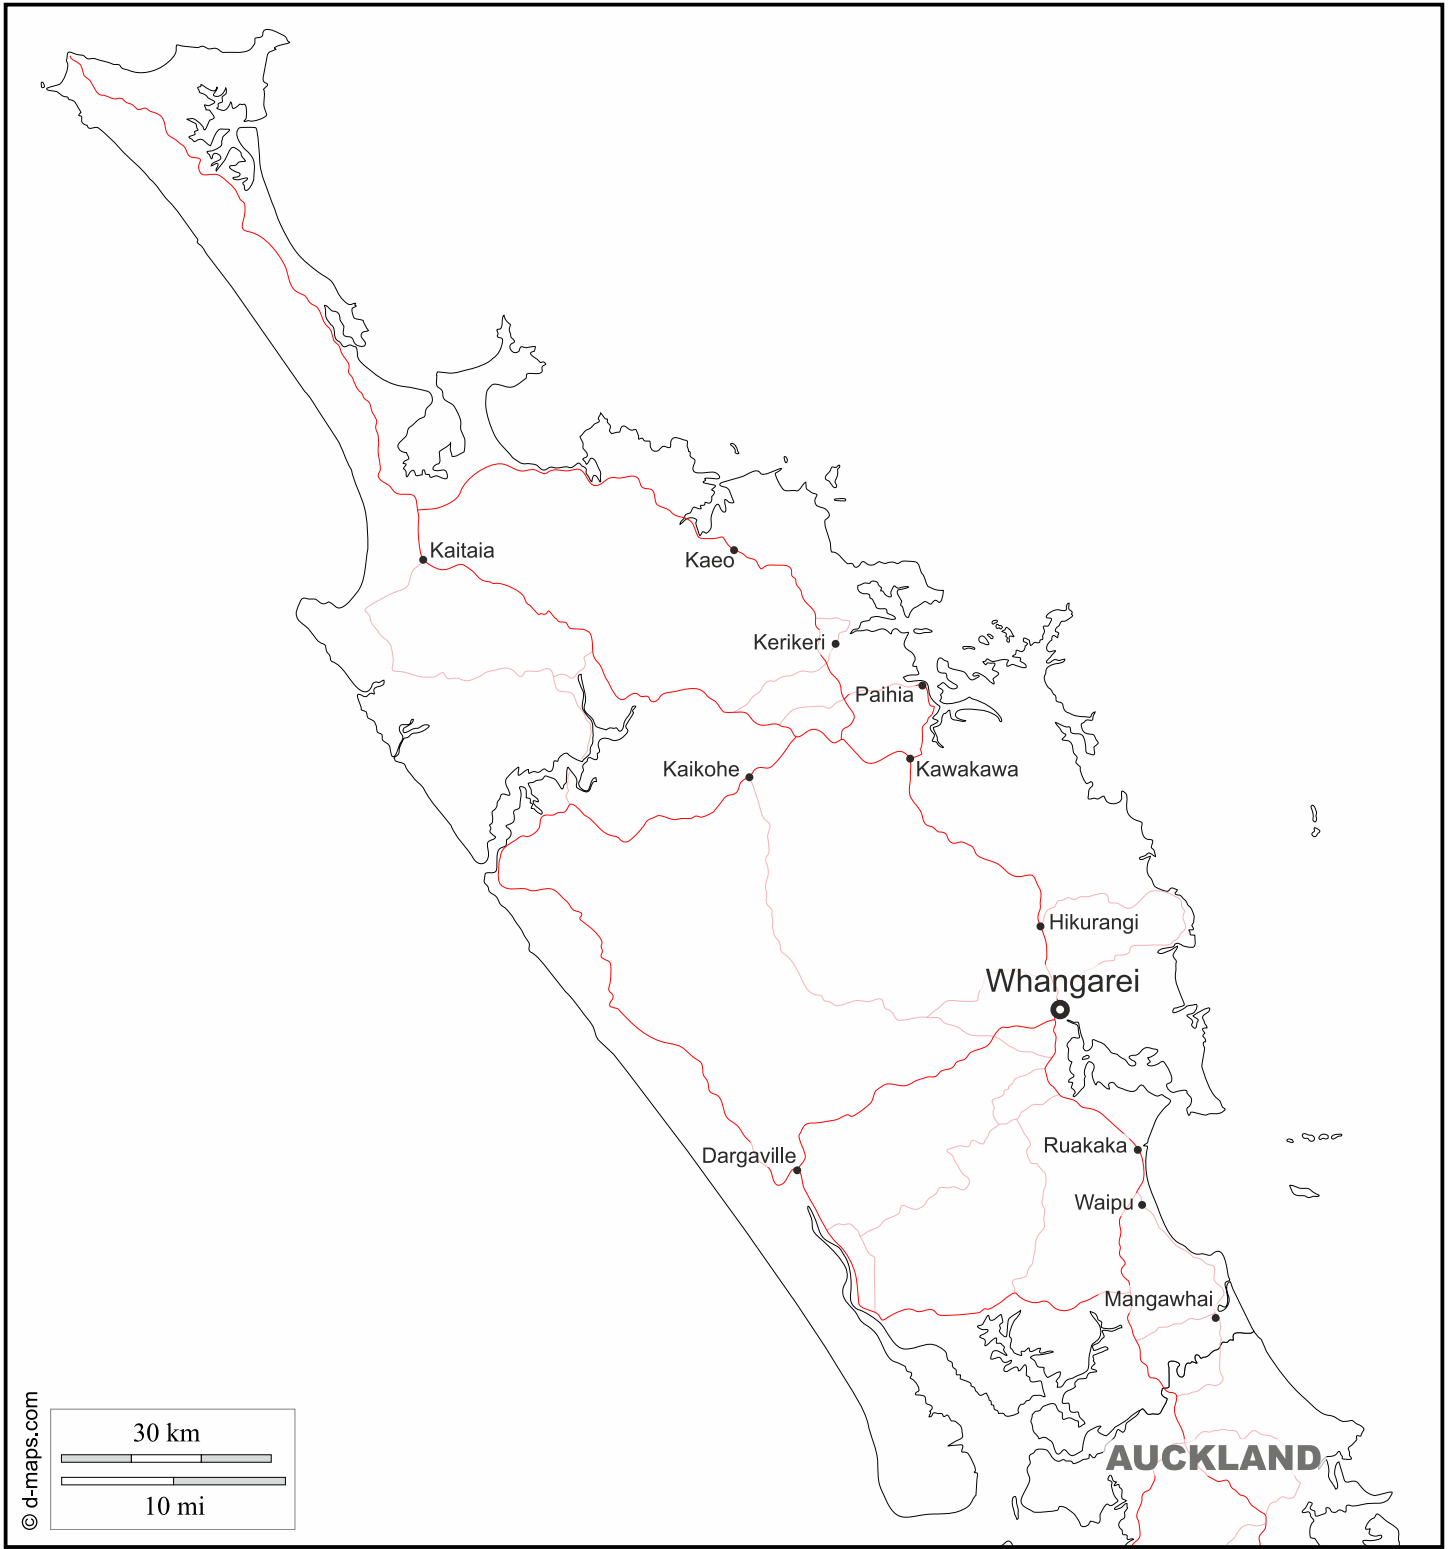 Kaitaia
Kaeo
Kerikeri
Paihia
Kaikohe
Kawakawa
Hikurangi
Whangarei
Dargaville
Ruakaka
Waipu
Mangawhai
AUCKLAND
30 km
10 mi
© d-maps.com